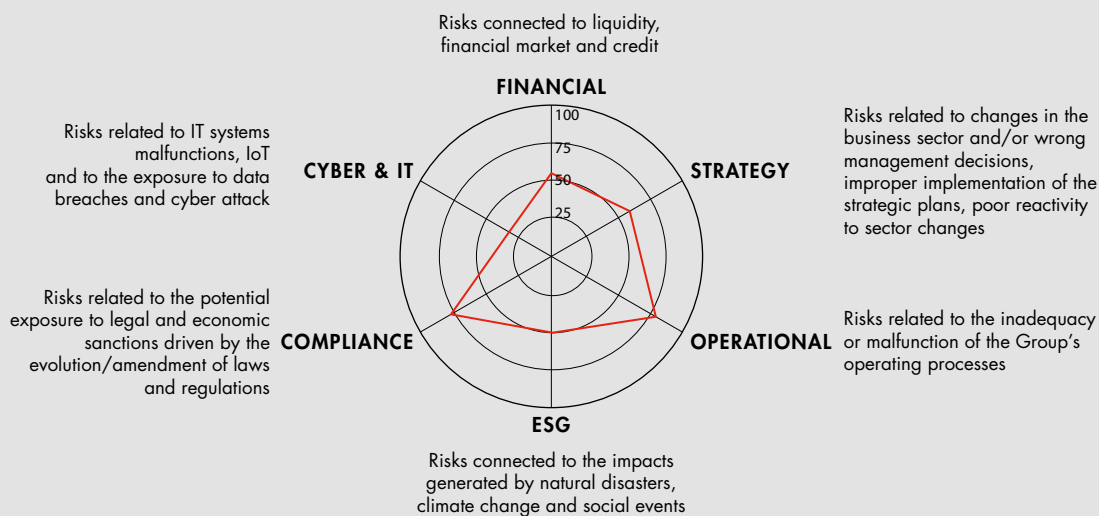 Risks connected to liquidity,
financial market and credit
FINANCIAL
100
75
50
25
Risks related to IT systems
malfunctions, IoT
and to the exposure to data
breaches and cyber attack
CYBER & IT
STRATEGY
Risks related to changes in the
business sector and/or wrong
management decisions,
improper implementation of the
strategic plans, poor reactivity
to sector changes
Risks related to the potential
exposure to legal and economic
sanctions driven by the
evolution/amendment of laws
and regulations
COMPLIANCE
OPERATIONAL
Risks related to the inadequacy
or malfunction of the Group’s
operating processes
ESG
Risks connected to the impacts
generated by natural disasters,
climate change and social events